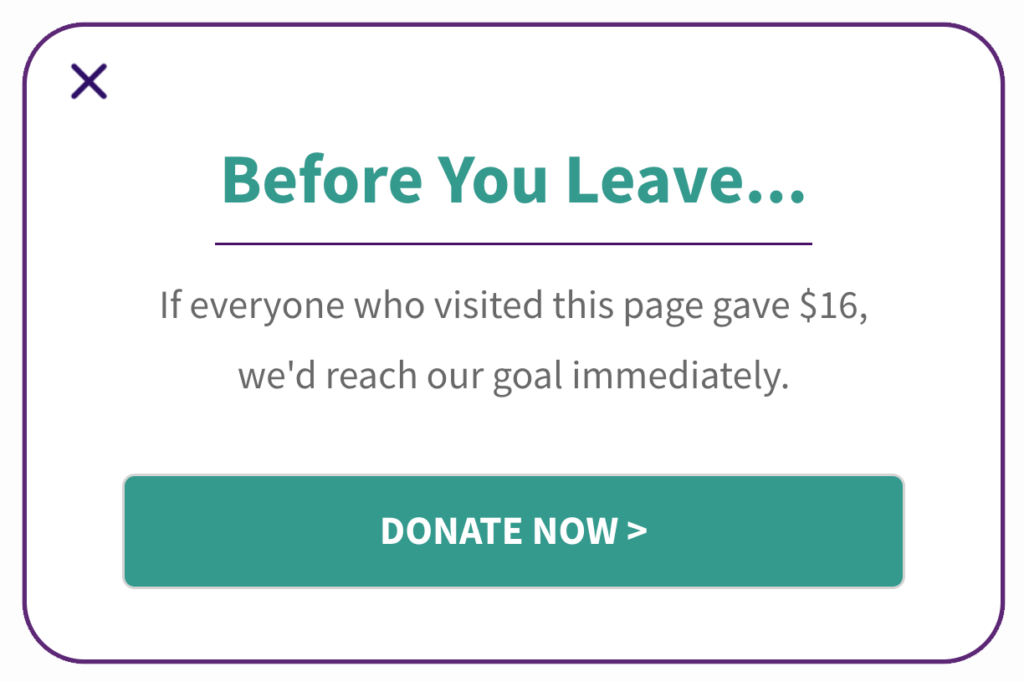 Before You Leave...
If everyone who visited this page gave $16,
we'd reach our goal immediately.
DONATE NOW >